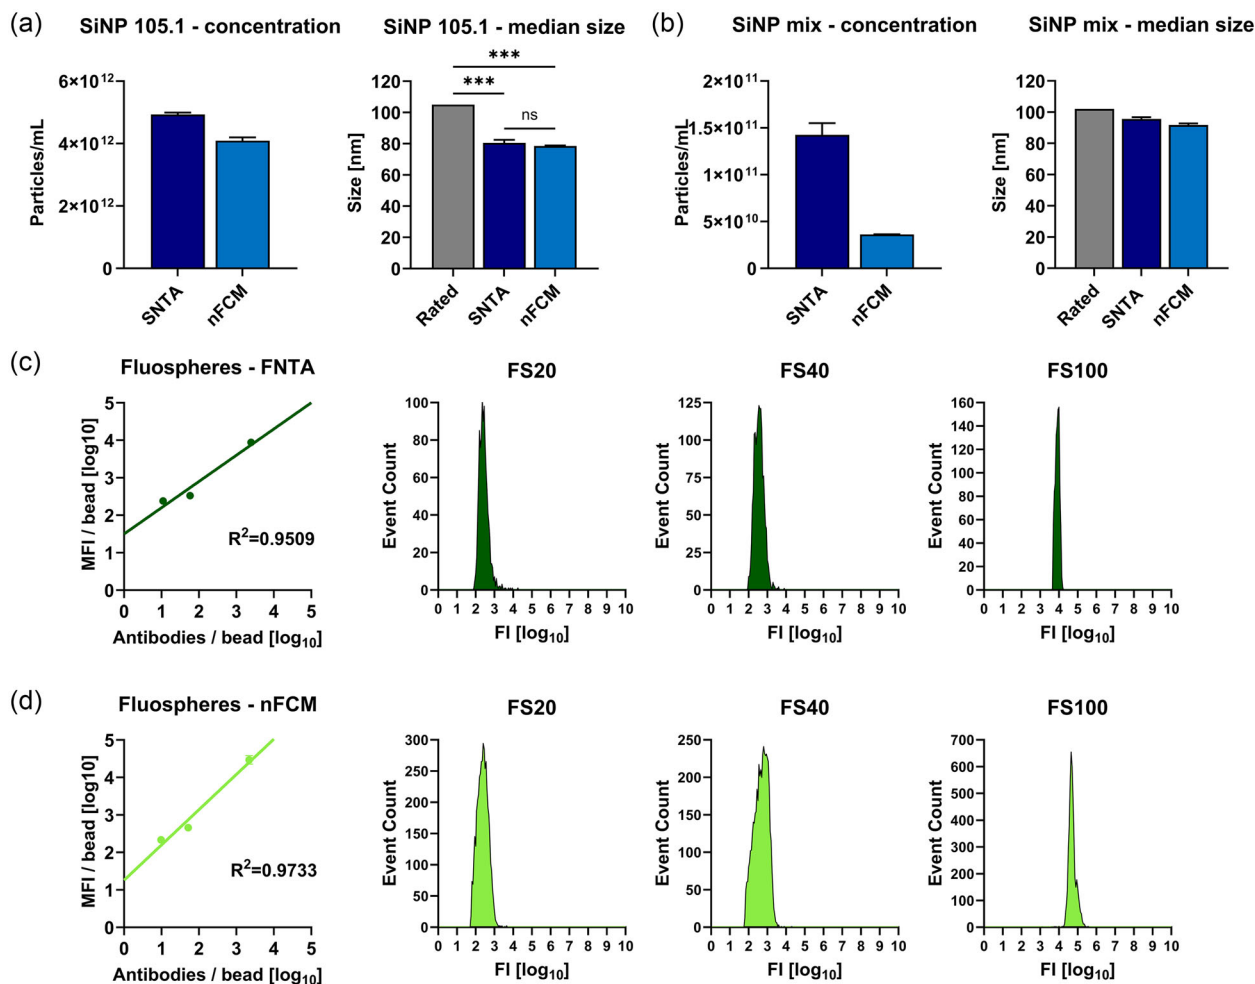 (a)
SiNP 105.1 - concentration
Particles/mL
6×10¹²
4×10¹²
2×10¹²
0
SNTA
nFCM
SiNP 105.1 - median size
***
***
ns
Size [nm]
120
100
80
60
40
20
0
Rated
SNTA
nFCM
(b)
SiNP mix - concentration
Particles/mL
2×10¹¹
1.5×10¹¹
1×10¹¹
5×10¹⁰
0
SNTA
nFCM
SiNP mix - median size
Size [nm]
120
100
80
60
40
20
0
Rated
SNTA
nFCM
(c)
Fluospheres - FNTA
MFI / bead [log10]
5
4
3
2
1
0
R²=0.9509
0 1 2 3 4 5
Antibodies / bead [log₁₀]
FS20
Event Count
100
80
60
40
20
0
0 1 2 3 4 5 6 7 8 9 10
FI [log₁₀]
FS40
Event Count
125
100
75
50
25
0
0 1 2 3 4 5 6 7 8 9 10
FI [log₁₀]
FS100
Event Count
160
140
120
100
80
60
40
20
0
0 1 2 3 4 5 6 7 8 9 10
FI [log₁₀]
(d)
Fluospheres - nFCM
MFI / bead [log10]
5
4
3
2
1
0
R²=0.9733
0 1 2 3 4 5
Antibodies / bead [log₁₀]
FS20
Event Count
300
250
200
150
100
50
0
0 1 2 3 4 5 6 7 8 9 10
FI [log₁₀]
FS40
Event Count
250
200
150
100
50
0
0 1 2 3 4 5 6 7 8 9 10
FI [log₁₀]
FS100
Event Count
700
600
500
400
300
200
100
0
0 1 2 3 4 5 6 7 8 9 10
FI [log₁₀]